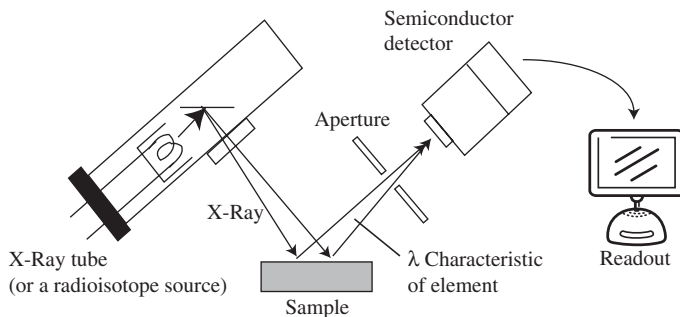 Semiconductor
detector
Aperture
X-Ray
X-Ray tube
(or a radioisotope source)
λ Characteristic
of element
Readout
Sample